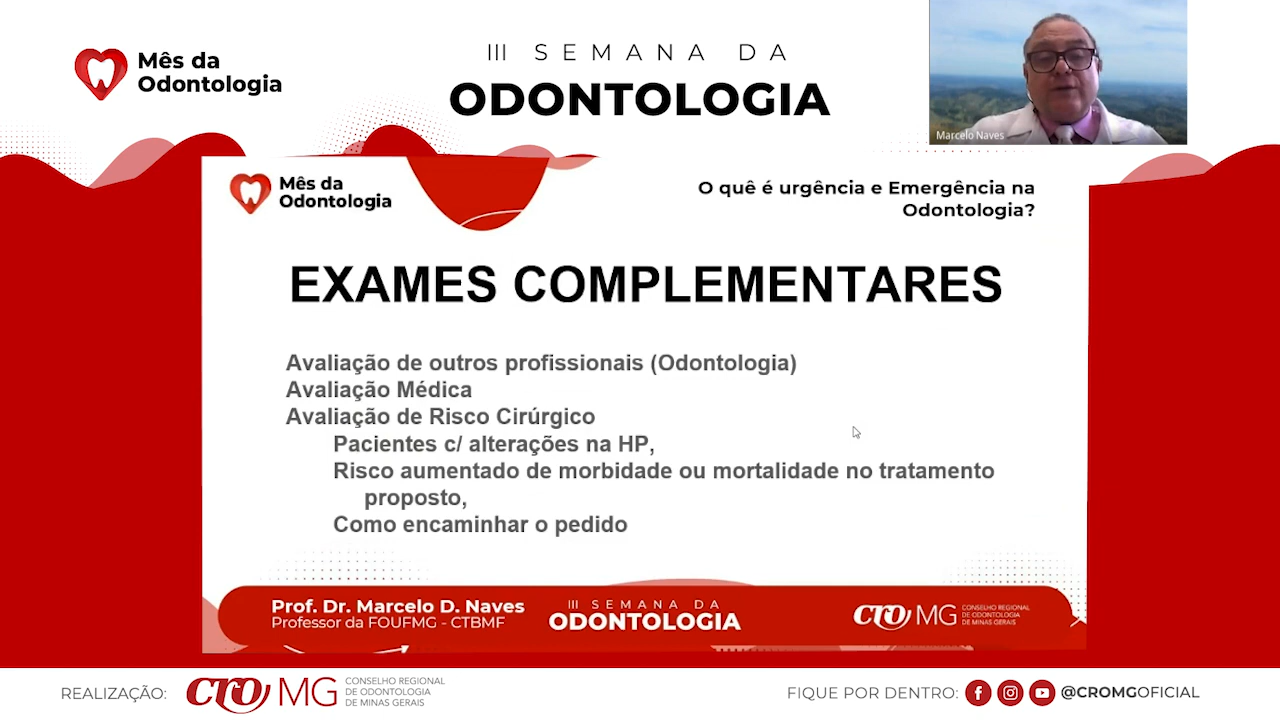 Mês da
Odontologia
III SEMANA DA
ODONTOLOGIA
Marcelo Naves
Mês da
Odontologia
O quê é urgência e Emergência na
Odontologia?
EXAMES COMPLEMENTARES
Avaliação de outros profissionais (Odontologia)
Avaliação Médica
Avaliação de Risco Cirúrgico
Pacientes c/ alterações na HP,
Risco aumentado de morbidade ou mortalidade no tratamento
proposto,
Como encaminhar o pedido
Prof. Dr. Marcelo D. Naves
Professor da FOUFMG - CTBMF
III SEMANA DA
ODONTOLOGIA
CRO MG
CONSELHO REGIONAL
DE ODONTOLOGIA
DE MINAS GERAIS
REALIZAÇÃO:
CRO MG
CONSELHO REGIONAL
DE ODONTOLOGIA
DE MINAS GERAIS
FIQUE POR DENTRO:
@CROMGOFICIAL